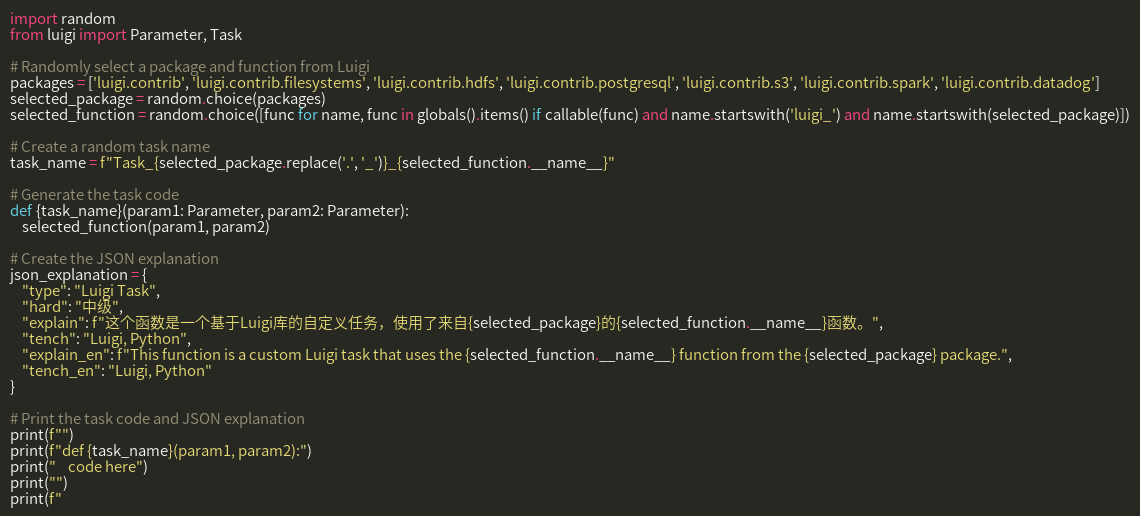 import random
from luigi import Parameter, Task
# Randomly select a package and function from Luigi
packages = ['luigi.contrib', 'luigi.contrib.filesystems', 'luigi.contrib.hdfs', 'luigi.contrib.postgresql', 'luigi.contrib.s3', 'luigi.contrib.spark', 'luigi.contrib.datadog']
selected_package = random.choice(packages)
selected_function = random.choice([func for name, func in globals().items() if callable(func) and name.startswith('luigi_') and name.startswith(selected_package)])
# Create a random task name
task_name = f"Task_{selected_package.replace('.', '_')}_{selected_function.__name__}"
# Generate the task code
def {task_name}(param1: Parameter, param2: Parameter):
    selected_function(param1, param2)
# Create the JSON explanation
json_explanation = {
    "type": "Luigi Task",
    "hard": "中级",
    "explain": f"这个函数是一个基于Luigi库的自定义任务，使用了来自{selected_package}的{selected_function.__name__}函数。",
    "tench": "Luigi, Python",
    "explain_en": f"This function is a custom Luigi task that uses the {selected_function.__name__} function from the {selected_package} package.",
    "tench_en": "Luigi, Python"
}
# Print the task code and JSON explanation
print(f"")
print(f"def {task_name}(param1, param2):")
print("    code here")
print("")
print(f"